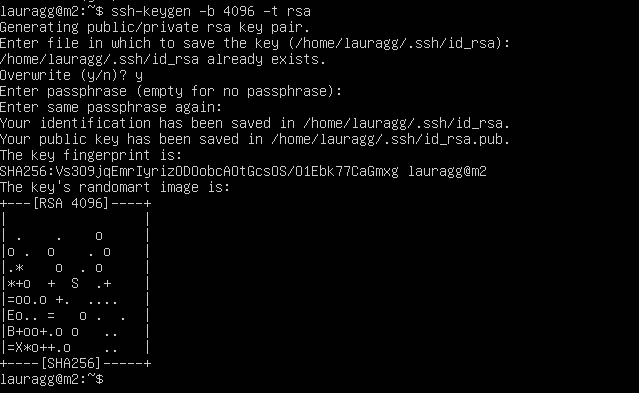 lauragg@m2:~$ ssh-keygen -b 4096 -t rsa
Generating public/private rsa key pair.
Enter file in which to save the key (/home/lauragg/.ssh/id_rsa):
/home/lauragg/.ssh/id_rsa already exists.
Overwrite (y/n)? y
Enter passphrase (empty for no passphrase):
Enter same passphrase again:
Your identification has been saved in /home/lauragg/.ssh/id_rsa.
Your public key has been saved in /home/lauragg/.ssh/id_rsa.pub.
The key fingerprint is:
SHA256:Vs3O9jqEmrIyrizODOobcAOtGcsOS/O1Ebk77CaGmxg lauragg@m2
The key's randomart image is:
+---[RSA 4096]----+
|                 |
| .    .    o     |
|o .  o    . o    |
|.*    o  . o     |
|*+o  +  S  .+    |
|=oo.o +.  ....   |
|Eo.. =   o .  .  |
|B+oo+.o o   ..   |
|=X*o++.o    ..   |
+----[SHA256]-----+
lauragg@m2:~$